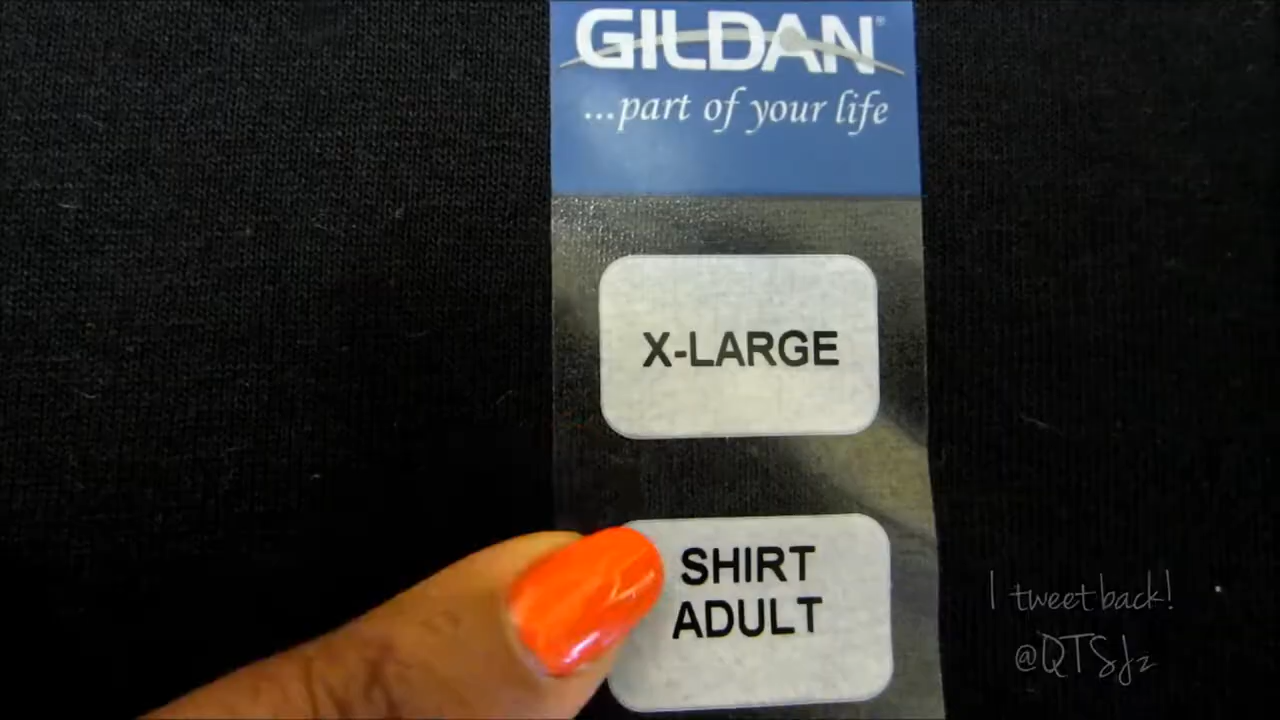 GILDAN®
...part of your life
X-LARGE
SHIRT
ADULT
I tweet back!
@QTSJz